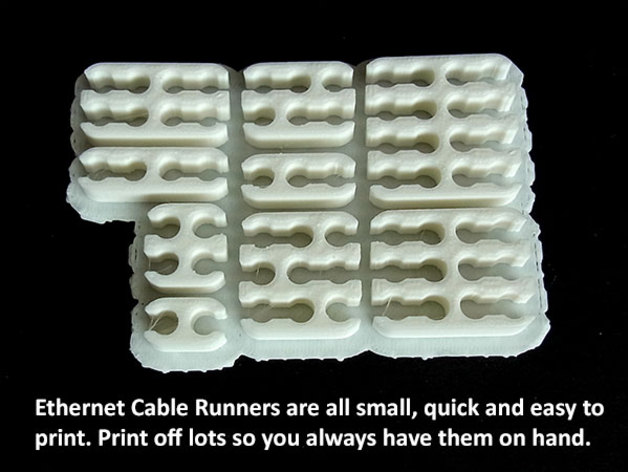 Ethernet Cable Runners are all small, quick and easy to
print. Print off lots so you always have them on hand.